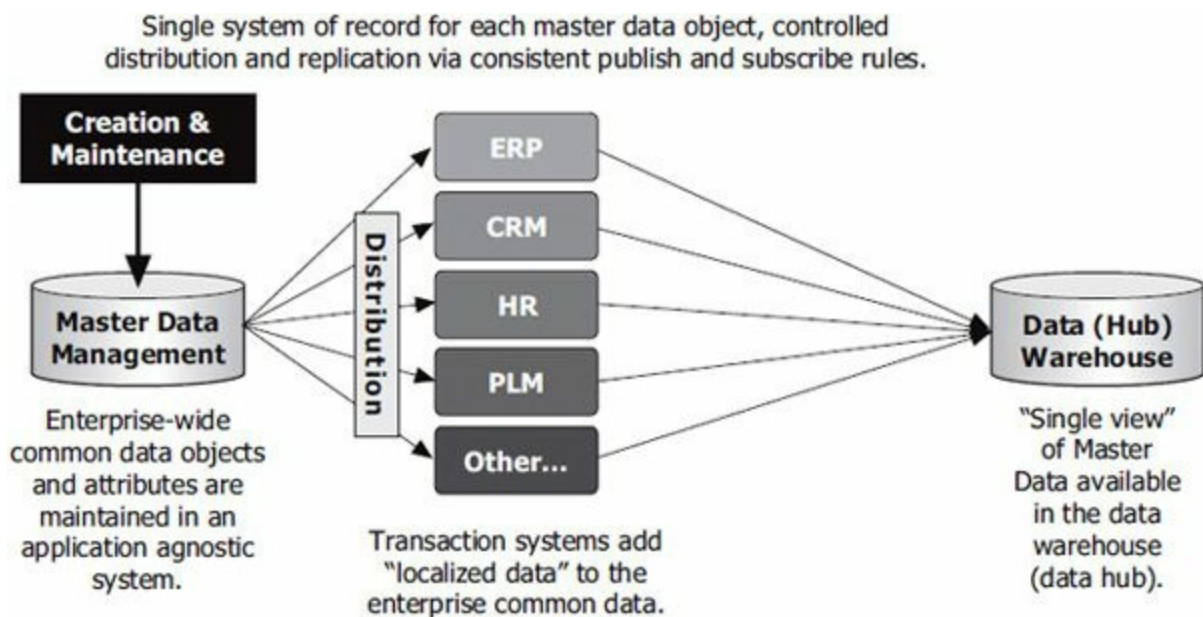 Single system of record for each master data object, controlled
distribution and replication via consistent publish and subscribe rules.
Creation &
Maintenance
Master Data
Management
Enterprise-wide
common data objects
and attributes are
maintained in an
application agnostic
system.
Distribution
ERP
CRM
HR
PLM
Other...
Transaction systems add
“localized data” to the
enterprise common data.
Data (Hub)
Warehouse
“Single view”
of Master
Data available
in the data
warehouse
(data hub).